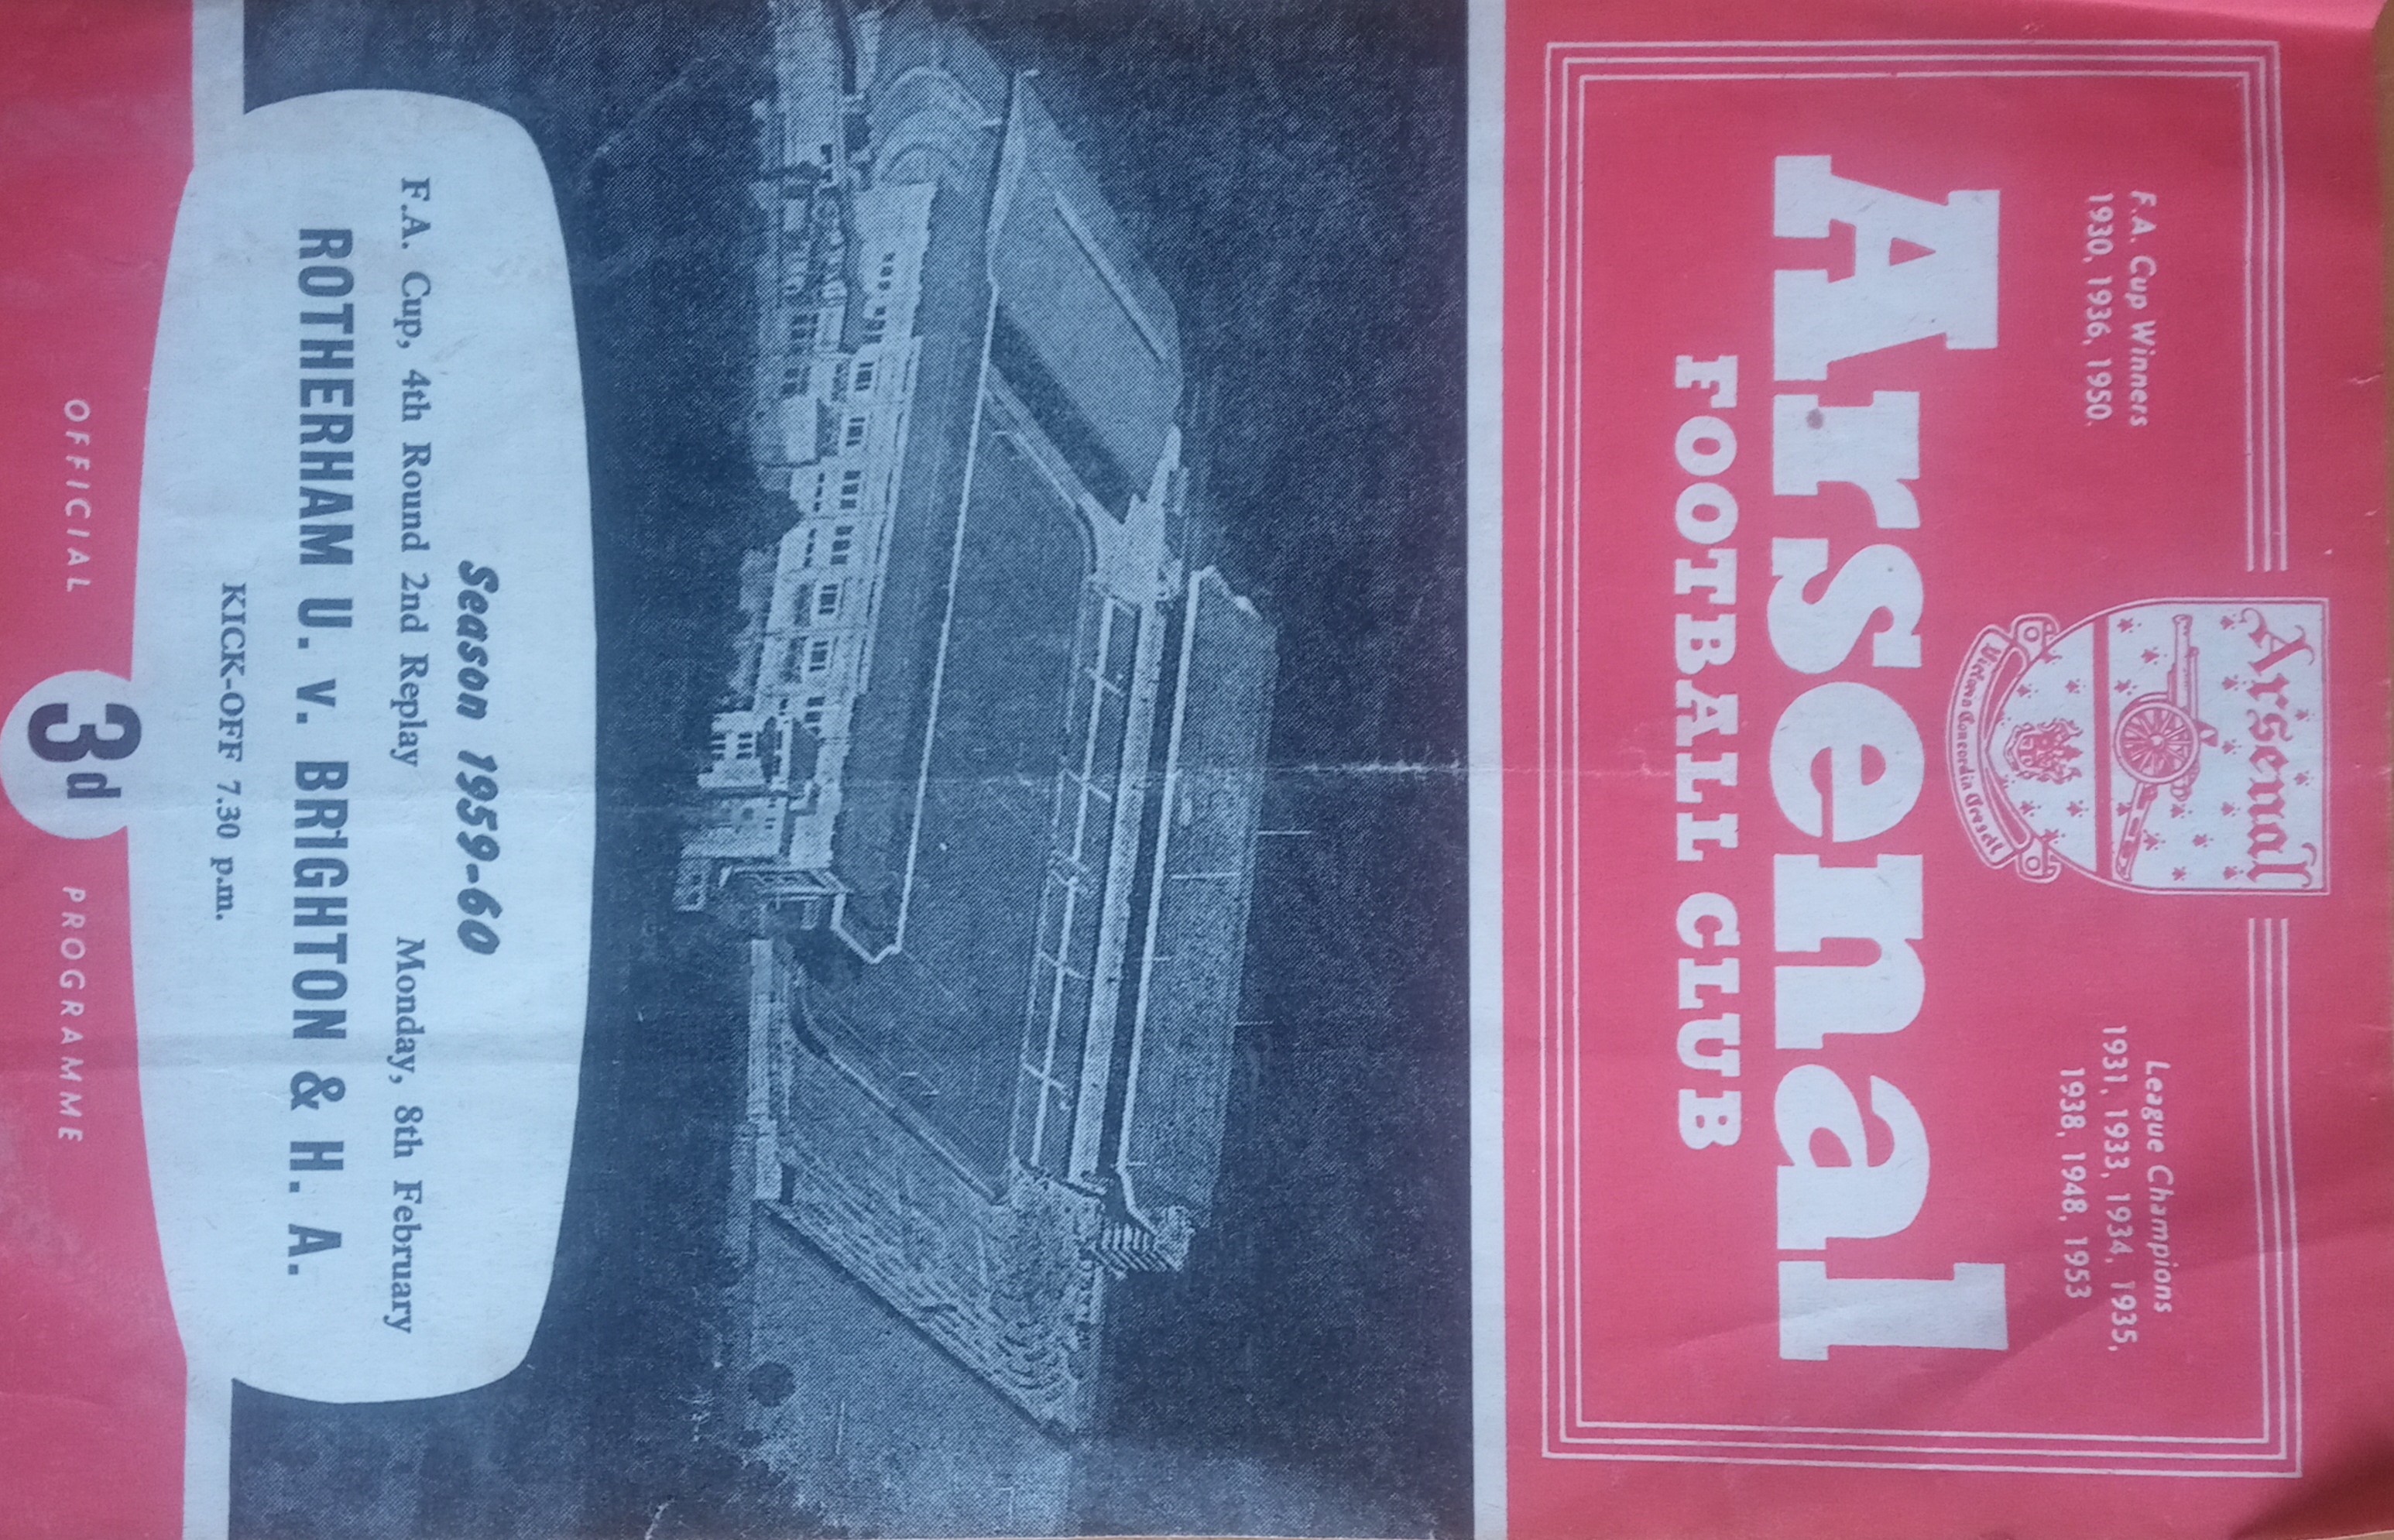 Arsenal
Victoria Concordia Crescit
F.A. Cup Winners
1930, 1936, 1950.
League Champions
1931, 1933, 1934, 1935,
1938, 1948, 1953
Arsenal
FOOTBALL CLUB
Season 1959-60
F.A. Cup, 4th Round 2nd Replay Monday, 8th February
ROTHERHAM U. v. BRIGHTON & H. A.
KICK-OFF 7.30 p.m.
OFFICIAL 3d PROGRAMME